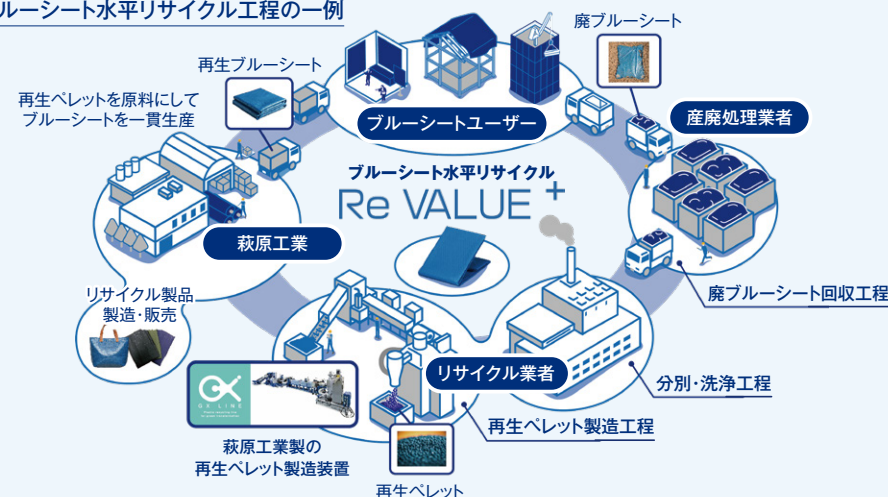 ルーシート水平リサイクル工程の一例
廃ブルーシート
再生ブルーシート
再生ペレットを原料にして
ブルーシートを一貫生産
ブルーシートユーザー
産廃処理業者
ブルーシート水平リサイクル
Re VALUE +
萩原工業
リサイクル製品
製造・販売
廃ブルーシート回収工程
リサイクル業者
分別・洗浄工程
GX LINE
再生ペレット製造工程
萩原工業製の
再生ペレット製造装置
再生ペレット